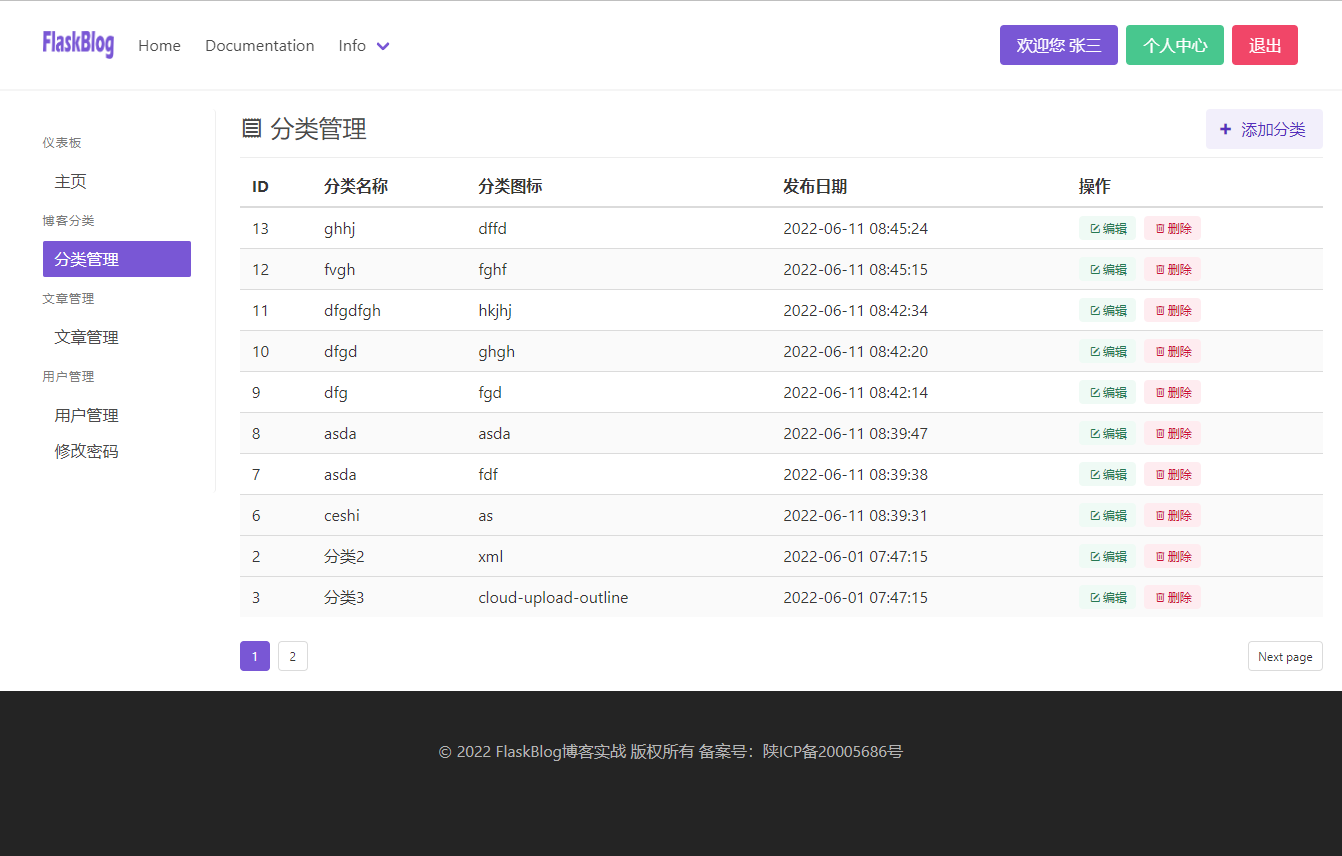 FlaskBlog Home Documentation Info 欢迎您 张三 个人中心 退出
仪表板
主页
博客分类
分类管理
文章管理
文章管理
用户管理
用户管理
修改密码
分类管理 添加分类
ID 分类名称 分类图标 发布日期 操作
13 ghhj dffd 2022-06-11 08:45:24 编辑 删除
12 fvgh fghf 2022-06-11 08:45:15 编辑 删除
11 dfgdfgh hkjhj 2022-06-11 08:42:34 编辑 删除
10 dfgd ghgh 2022-06-11 08:42:20 编辑 删除
9 dfg fgd 2022-06-11 08:42:14 编辑 删除
8 asda asda 2022-06-11 08:39:47 编辑 删除
7 asda fdf 2022-06-11 08:39:38 编辑 删除
6 ceshi as 2022-06-11 08:39:31 编辑 删除
2 分类2 xml 2022-06-01 07:47:15 编辑 删除
3 分类3 cloud-upload-outline 2022-06-01 07:47:15 编辑 删除
1 2 Next page
© 2022 FlaskBlog博客实战 版权所有 备案号：陕ICP备20005686号